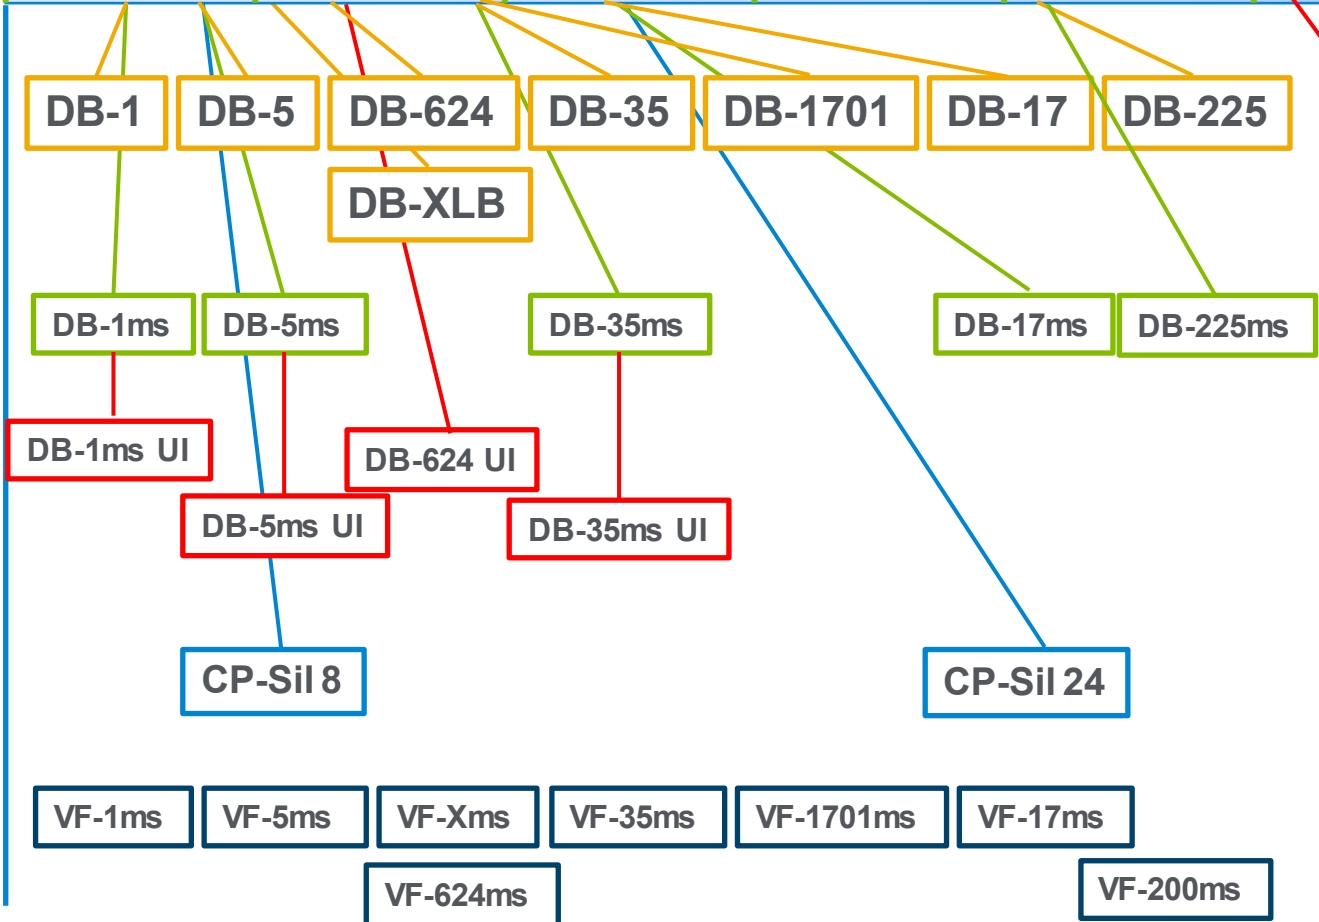 DB-1
DB-5
DB-624
DB-35
DB-1701
DB-17
DB-225
DB-XLB
DB-1ms
DB-5ms
DB-35ms
DB-17ms
DB-225ms
DB-1ms UI
DB-624 UI
DB-5ms UI
DB-35ms UI
CP-Sil 8
CP-Sil 24
VF-1ms
VF-5ms
VF-Xms
VF-35ms
VF-1701ms
VF-17ms
VF-624ms
VF-200ms